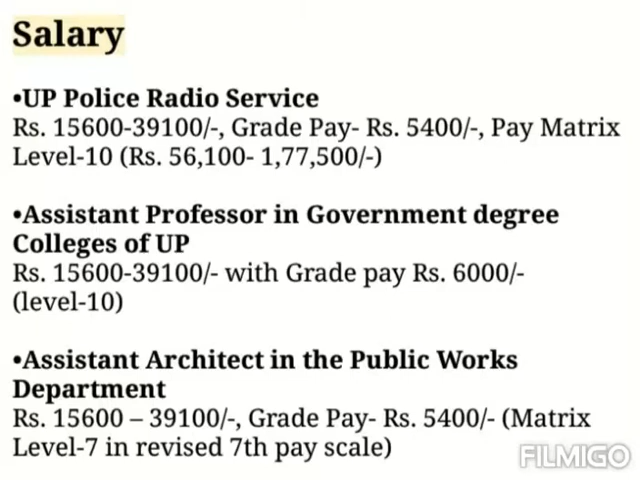 Salary
•UP Police Radio Service
Rs. 15600-39100/-, Grade Pay- Rs. 5400/-, Pay Matrix
Level-10 (Rs. 56,100- 1,77,500/-)
•Assistant Professor in Government degree
Colleges of UP
Rs. 15600-39100/- with Grade pay Rs. 6000/-
(level-10)
•Assistant Architect in the Public Works
Department
Rs. 15600 – 39100/-, Grade Pay- Rs. 5400/- (Matrix
Level-7 in revised 7th pay scale)
FILMIGO